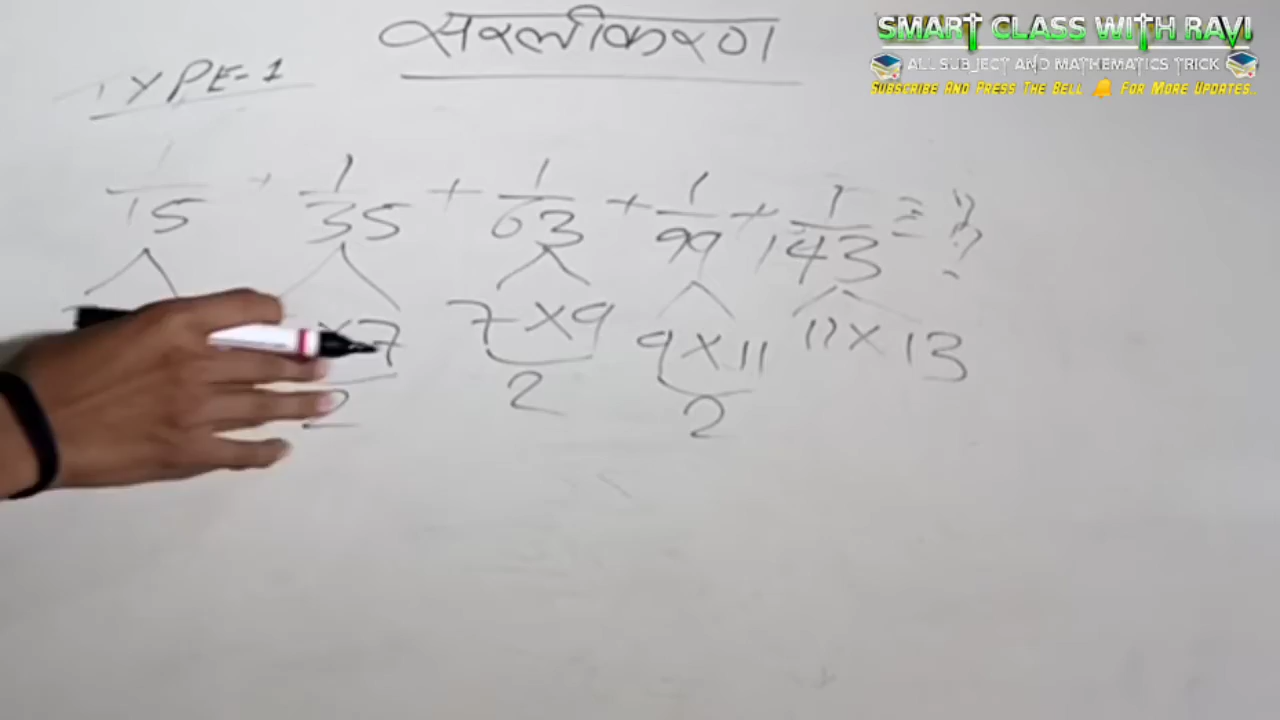 सरलीकरण
SMART CLASS WITH RAVI
ALL SUBJECT AND MATHEMATICS TRICK
SUBSCRIBE AND PRESS THE BELL 🔔 FOR MORE UPDATES..
TYPE-1
1/15 + 1/35 + 1/63 + 1/99 + 1/143 = ?
×7 7×9 9×11 11×13
2 2 2